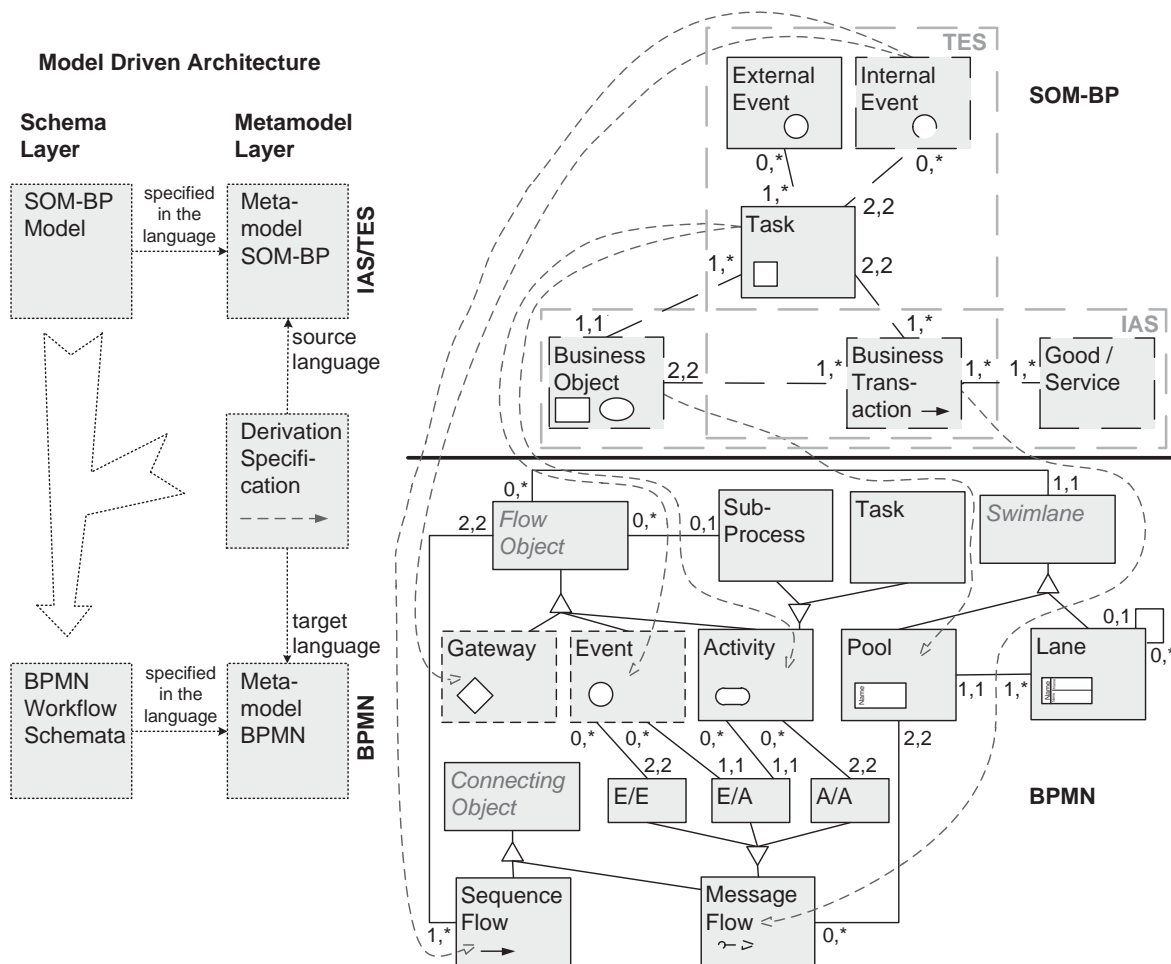 Model Driven Architecture
Schema
Layer
Metamodel
Layer
SOM-BP
Model
specified
in the
language
Meta-
model
SOM-BP
IAS/TES
source
language
Derivation
Specifi-
cation
target
language
BPMN
Workflow
Schemata
specified
in the
language
Meta-
model
BPMN
BPMN
TES
External
Event
Internal
Event
SOM-BP
0,*
0,*
1,*
2,2
Task
1,*
2,2
1,1
1,*
IAS
Business
Object
2,2
1,*
Business
Trans-
action
1,*
1,*
Good /
Service
0,*
1,1
2,2
Flow
Object
0,*
0,1
Sub-
Process
Task
Swimlane
Gateway
Event
Activity
Pool
Name
1,1
1,*
Lane
Name
0,1
0,*
0,*
0,*
0,*
0,*
2,2
2,2
1,1
1,1
2,2
Connecting
Object
E/E
E/A
A/A
BPMN
Sequence
Flow
1,*
Message
Flow
0,*